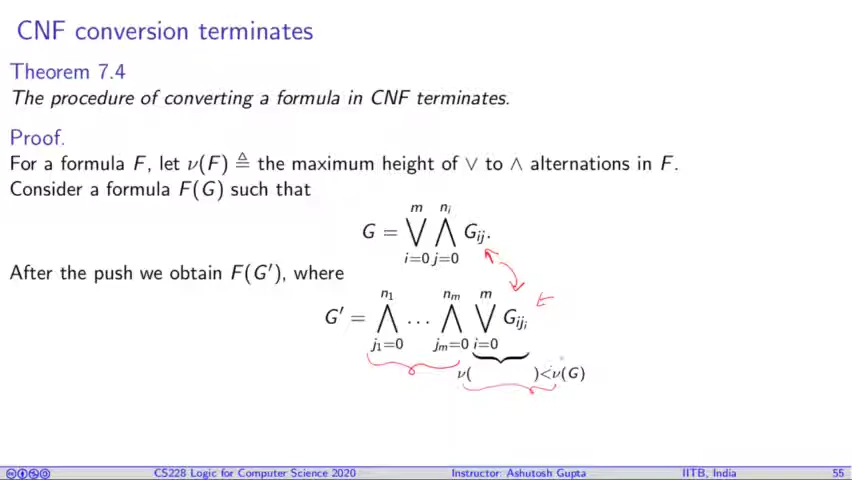 CNF conversion terminates
Theorem 7.4
The procedure of converting a formula in CNF terminates.
Proof.
For a formula F, let ν(F) ≜ the maximum height of ∨ to ∧ alternations in F.
Consider a formula F(G) such that
G = ⋁_{i=0}^{m} ⋀_{j=0}^{n_i} G_{ij}.
After the push we obtain F(G′), where
G′ = ⋀_{j_1=0}^{n_1} … ⋀_{j_m=0}^{n_m} ⋁_{i=0}^{m} G_{ij_i}
ν( )<ν(G)
CS228 Logic for Computer Science 2020 Instructor: Ashutosh Gupta IITB, India 55